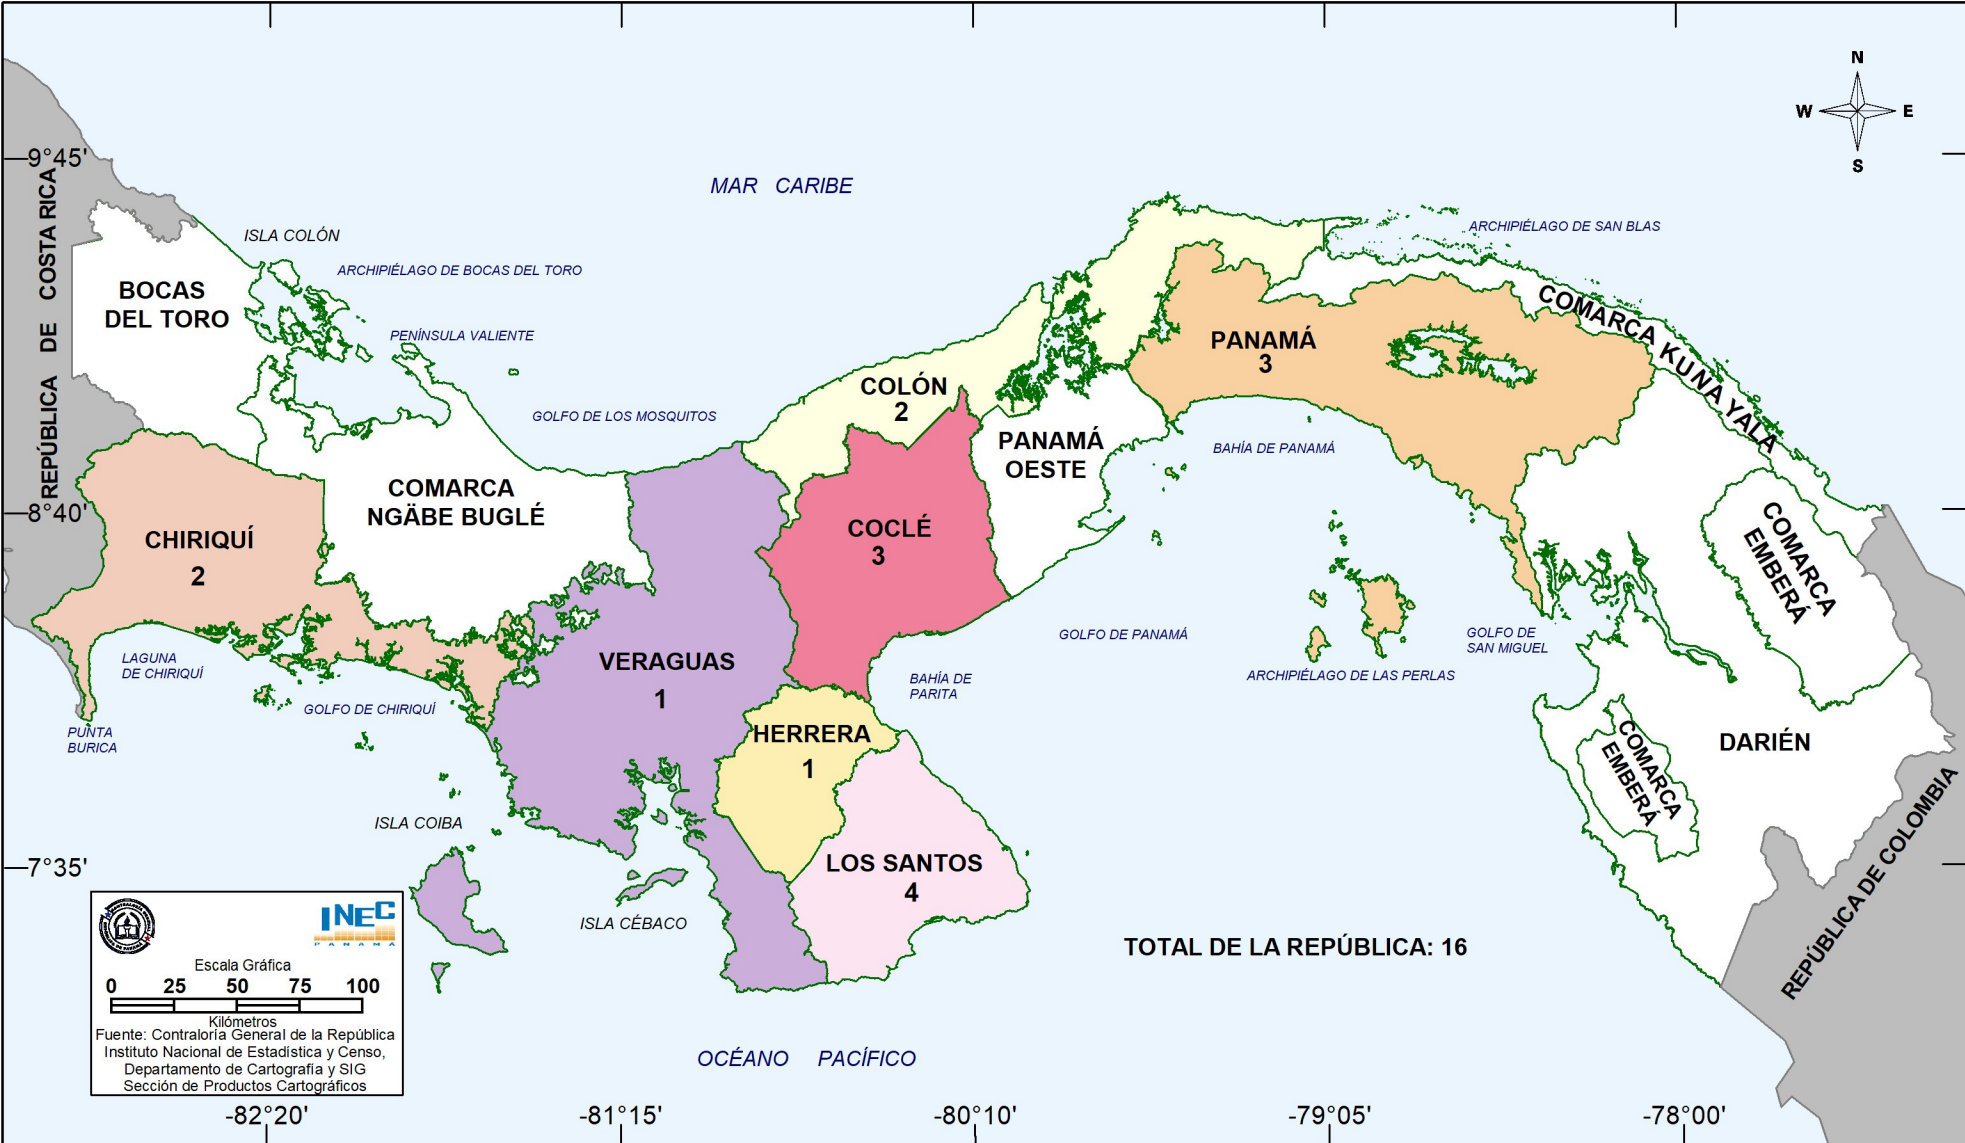 N
W E
S
9°45'
8°40'
7°35'
REPÚBLICA DE COSTA RICA
MAR CARIBE
ISLA COLÓN
ARCHIPIÉLAGO DE BOCAS DEL TORO
ARCHIPIÉLAGO DE SAN BLAS
BOCAS
DEL TORO
PENÍNSULA VALIENTE
GOLFO DE LOS MOSQUITOS
COLÓN
2
PANAMÁ
3
COMARCA KUNA YALA
PANAMÁ
OESTE
BAHÍA DE PANAMÁ
COMARCA
NGÄBE BUGLÉ
CHIRIQUÍ
2
COCLÉ
3
COMARCA
EMBERÁ
LAGUNA
DE CHIRIQUÍ
GOLFO DE CHIRIQUÍ
PUNTA
BURICA
VERAGUAS
1
BAHÍA DE
PARITA
GOLFO DE PANAMÁ
GOLFO DE
SAN MIGUEL
ARCHIPIÉLAGO DE LAS PERLAS
HERRERA
1
DARIÉN
COMARCA
EMBERÁ
ISLA COIBA
LOS SANTOS
4
ISLA CÉBACO
REPÚBLICA DE COLOMBIA
TOTAL DE LA REPÚBLICA: 16
INEC
PANAMÁ
Escala Gráfica
0 25 50 75 100
Kilómetros
Fuente: Contraloría General de la República
Instituto Nacional de Estadística y Censo,
Departamento de Cartografía y SIG
Sección de Productos Cartográficos
OCÉANO PACÍFICO
-82°20' -81°15' -80°10' -79°05' -78°00'